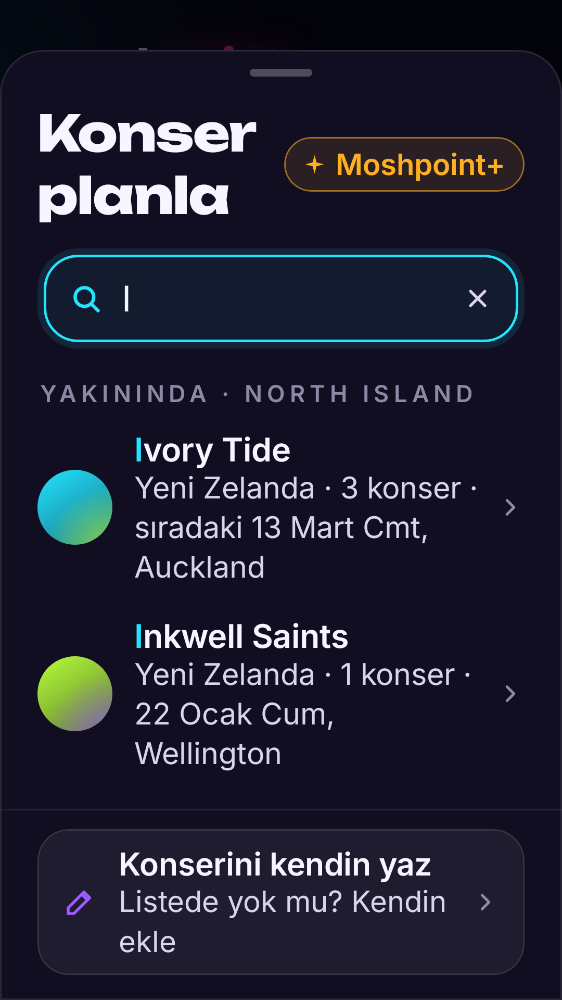 Konser
planla
Moshpoint+
I
YAKININDA · NORTH ISLAND
Ivory Tide
Yeni Zelanda · 3 konser ·
sıradaki 13 Mart Cmt,
Auckland
Inkwell Saints
Yeni Zelanda · 1 konser ·
22 Ocak Cum,
Wellington
Konserini kendin yaz
Listede yok mu? Kendin
ekle